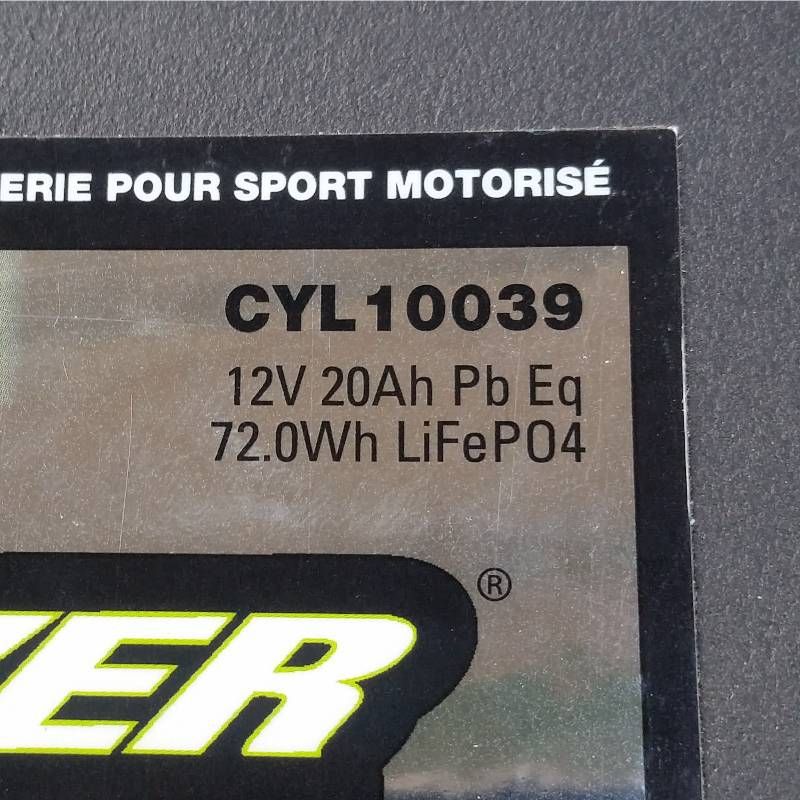 ERIE POUR SPORT MOTORISÉ
CYL10039
12V 20Ah Pb Eq
72.0Wh LiFePO4
®
ER